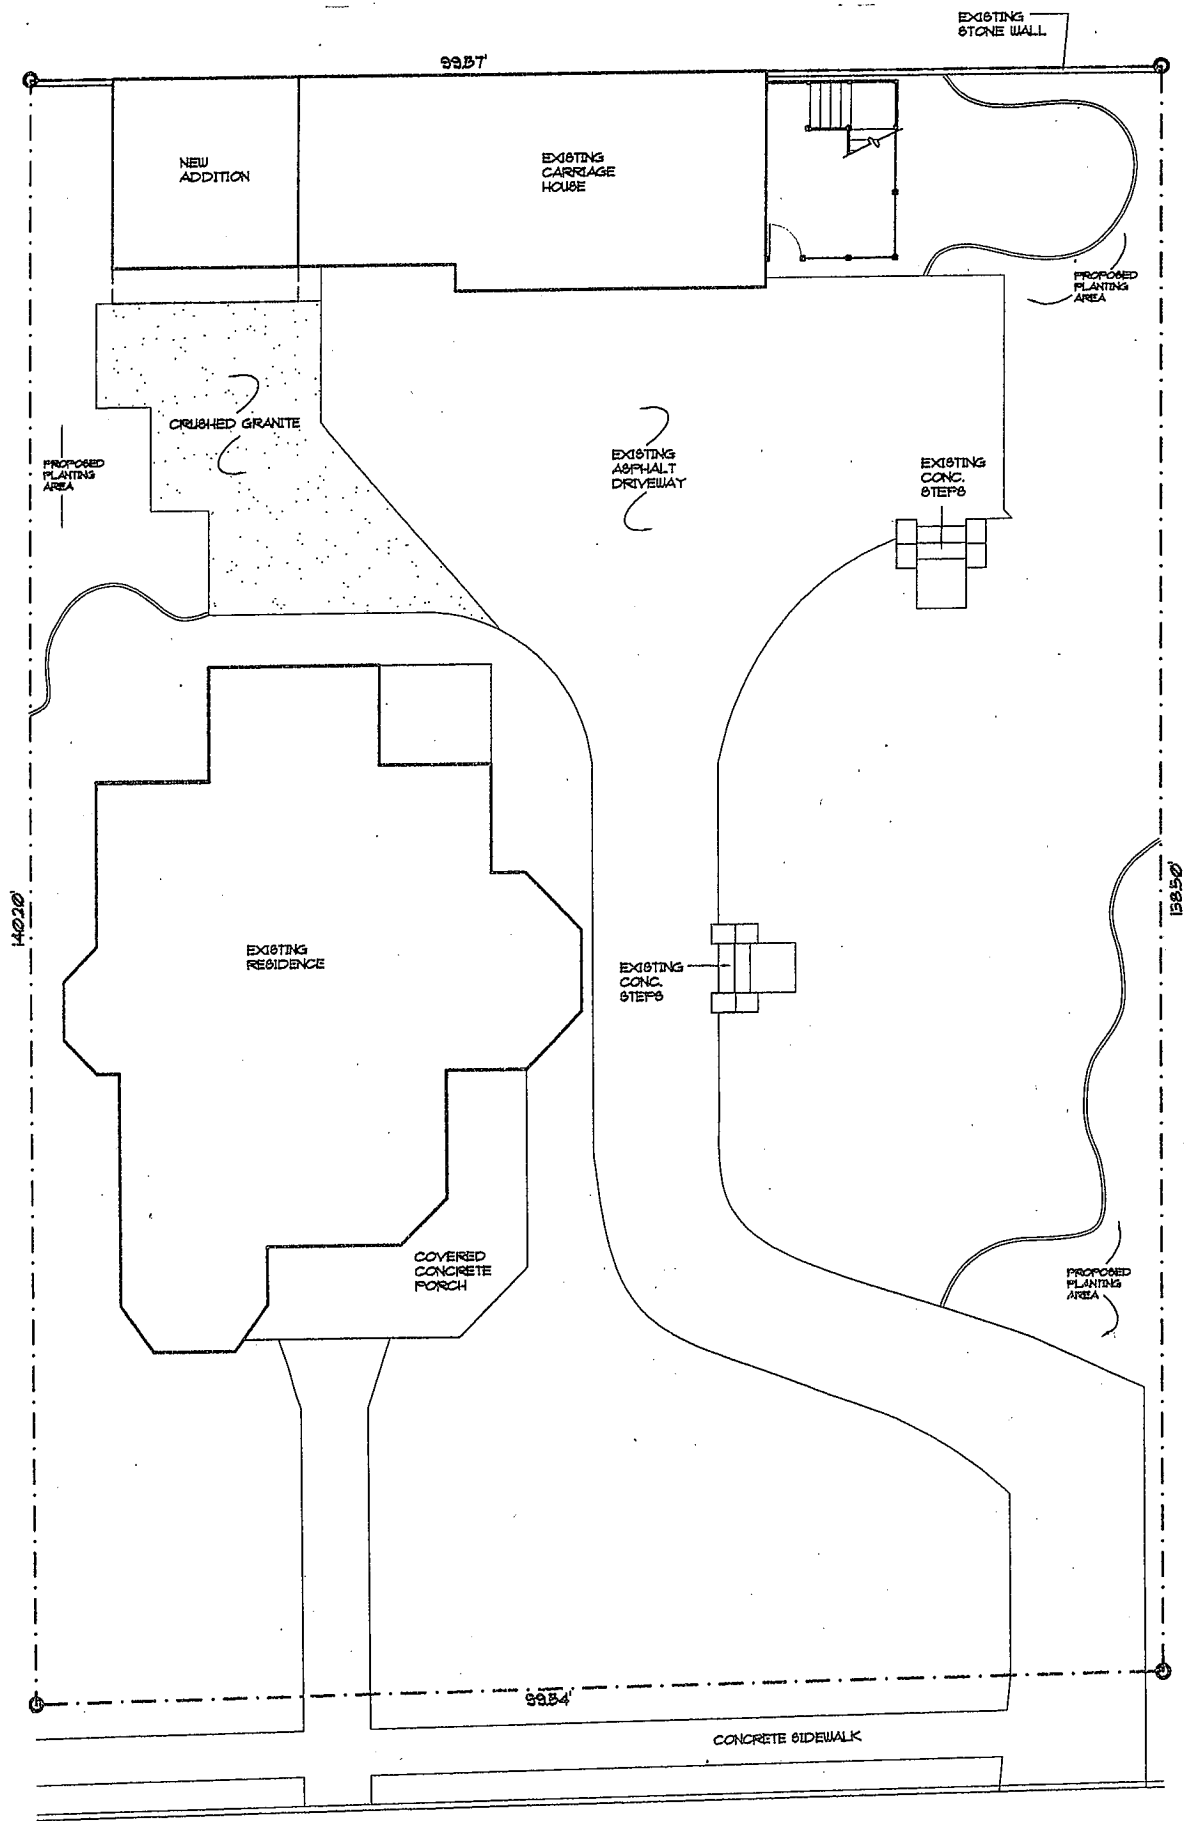 EXISTING
STONE WALL
99.57'
NEW
ADDITION
EXISTING
CARRIAGE
HOUSE
PROPOSED
PLANTING
AREA
CRUSHED GRANITE
EXISTING
ASPHALT
DRIVEWAY
EXISTING
CONC.
STEPS
PROPOSED
PLANTING
AREA
140.20'
138.50'
EXISTING
RESIDENCE
EXISTING
CONC.
STEPS
COVERED
CONCRETE
PORCH
PROPOSED
PLANTING
AREA
99.54'
CONCRETE SIDEWALK